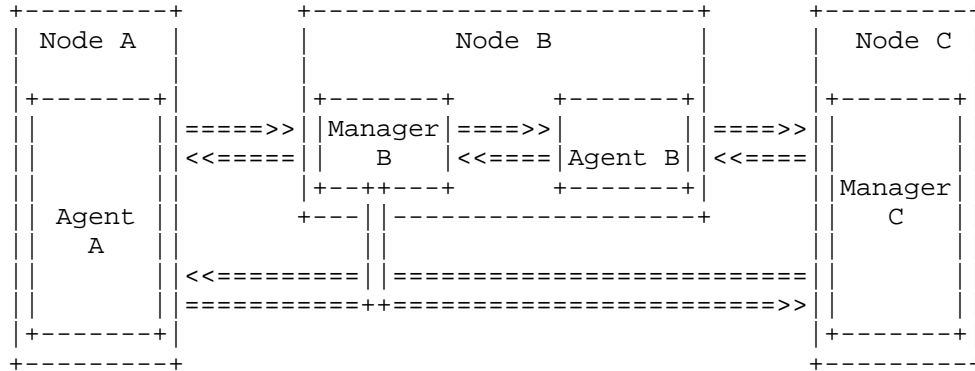 Node A
Agent
A
Node B
Manager
B
Agent B
Node C
Manager
C